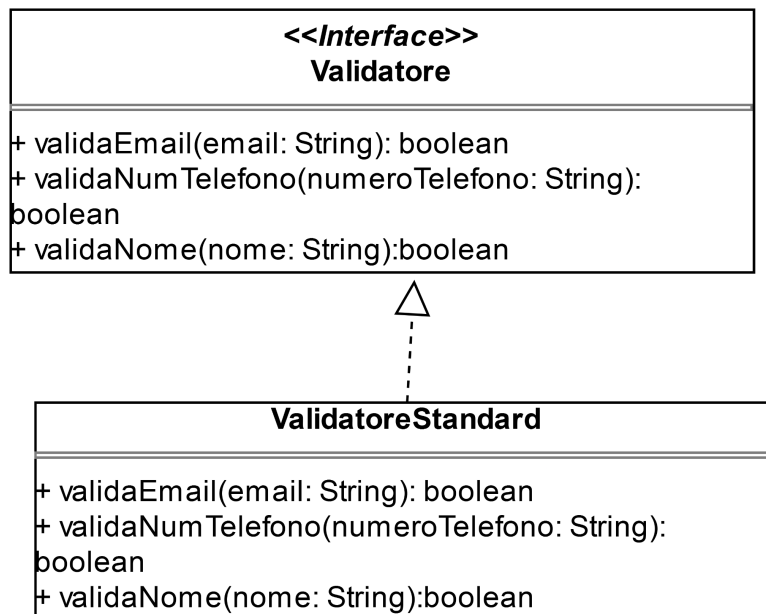 <<Interface>>
Validatore
+ validaEmail(email: String): boolean
+ validaNumTelefono(numeroTelefono: String):
boolean
+ validaNome(nome: String):boolean
ValidatoreStandard
+ validaEmail(email: String): boolean
+ validaNumTelefono(numeroTelefono: String):
boolean
+ validaNome(nome: String):boolean